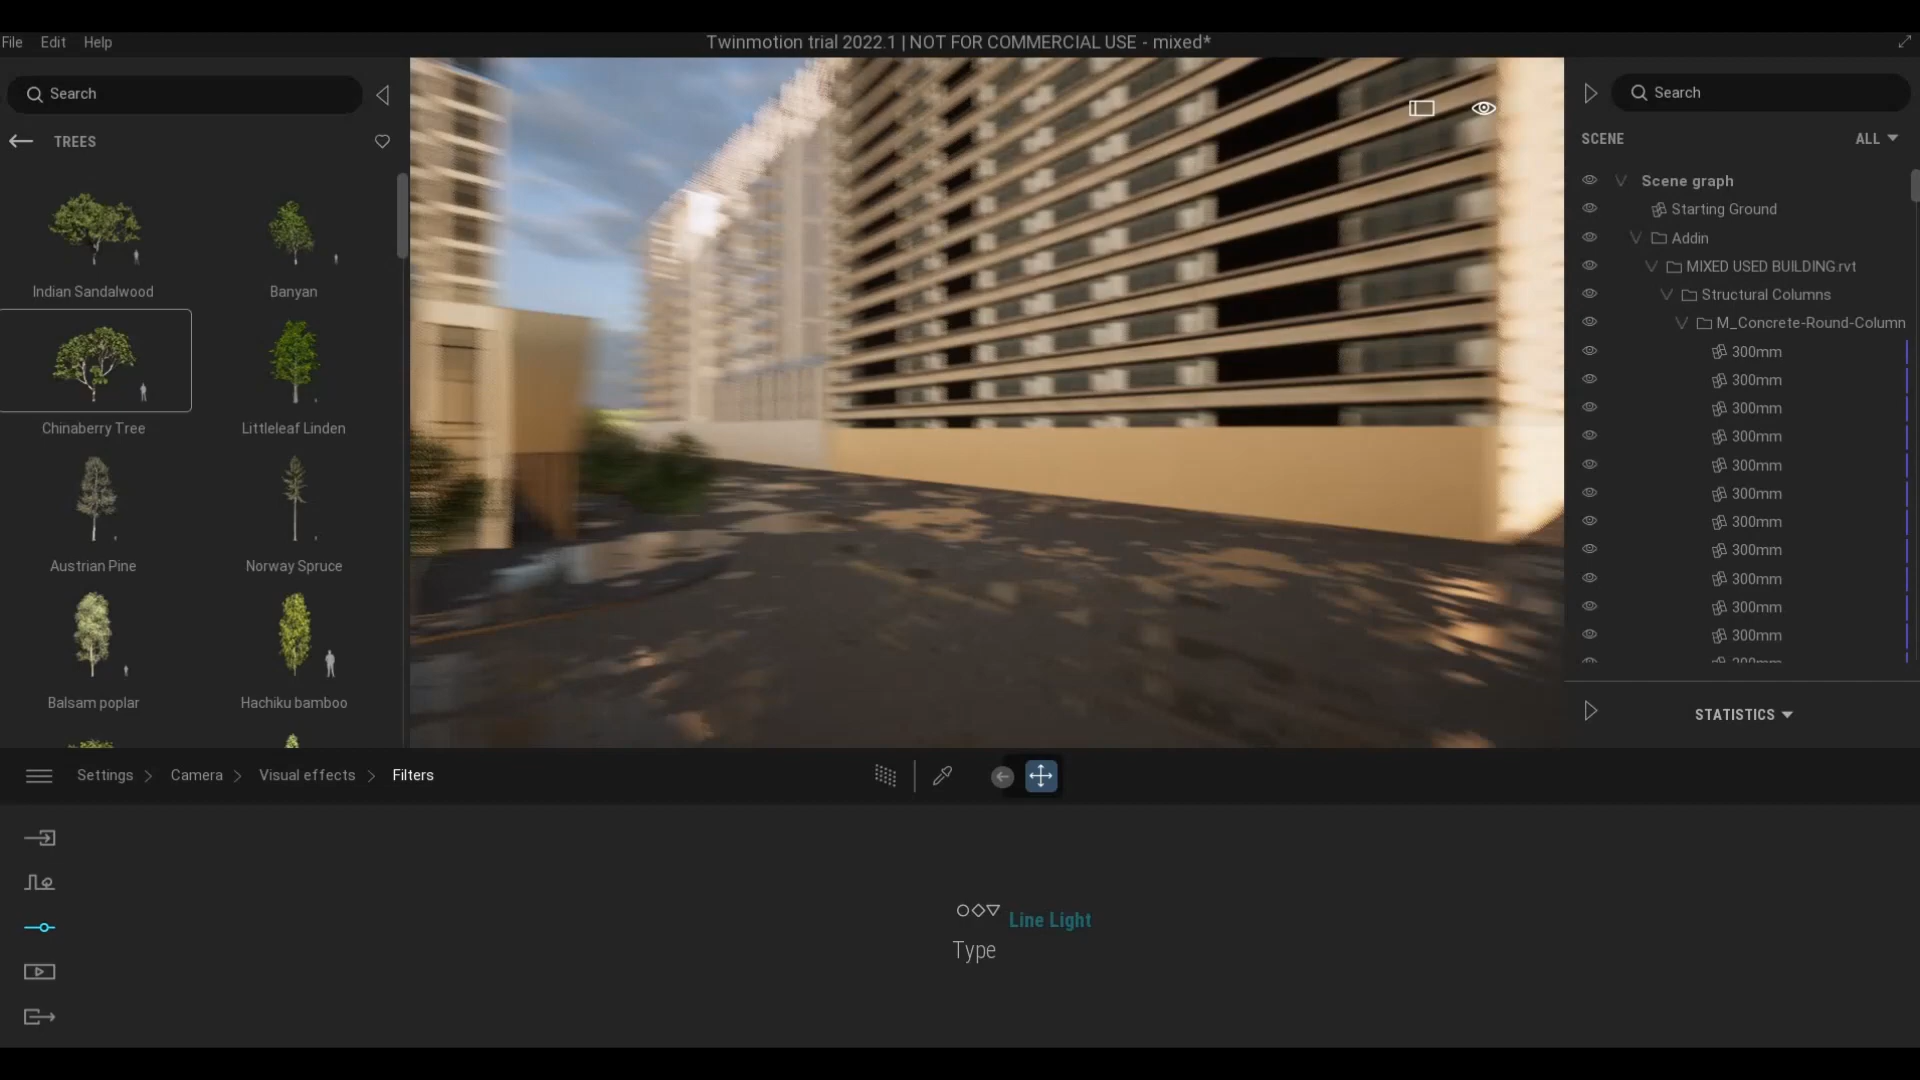 File Edit Help
Twinmotion trial 2022.1 | NOT FOR COMMERCIAL USE - mixed*
Search
TREES
Indian Sandalwood
Banyan
Chinaberry Tree
Littleleaf Linden
Austrian Pine
Norway Spruce
Balsam poplar
Hachiku bamboo
Search
SCENE
ALL
Scene graph
Starting Ground
Addin
MIXED USED BUILDING.rvt
Structural Columns
M_Concrete-Round-Column
300mm
300mm
300mm
300mm
300mm
300mm
300mm
300mm
300mm
300mm
300mm
STATISTICS
Settings Camera Visual effects Filters
Line Light
Type